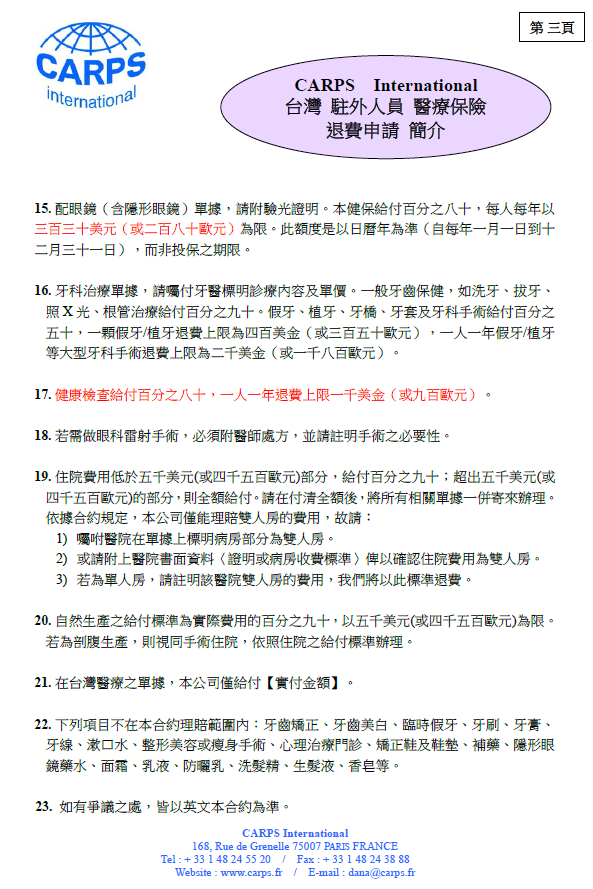 第 三頁
CARPS
international
CARPS International
台灣 駐外人員 醫療保險
退費申請 簡介
15. 配眼鏡（含隱形眼鏡）單據，請附驗光證明。本健保給付百分之八十，每人每年以
三百三十美元（或二百八十歐元）為限。此額度是以日曆年為準（自每年一月一日到十
二月三十一日），而非投保之期限。
16. 牙科治療單據，請囑付牙醫標明診療內容及單價。一般牙齒保健，如洗牙、拔牙、
照 X 光、根管治療給付百分之九十。假牙、植牙、牙橋、牙套及牙科手術給付百分之
五十，一顆假牙/植牙退費上限為四百美金（或三百五十歐元），一人一年假牙/植牙
等大型牙科手術退費上限為二千美金（或一千八百歐元）。
17. 健康檢查給付百分之八十，一人一年退費上限一千美金（或九百歐元）。
18. 若需做眼科雷射手術，必須附醫師處方，並請註明手術之必要性。
19. 住院費用低於五千美元(或四千五百歐元)部分，給付百分之九十；超出五千美元(或
四千五百歐元)的部分，則全額給付。請在付清全額後，將所有相關單據一併寄來辦理。
依據合約規定，本公司僅能理賠雙人房的費用，故請：
1) 囑咐醫院在單據上標明病房部分為雙人房。
2) 或請附上醫院書面資料〈證明或病房收費標準〉俾以確認住院費用為雙人房。
3) 若為單人房，請註明該醫院雙人房的費用，我們將以此標準退費。
20. 自然生產之給付標準為實際費用的百分之九十，以五千美元(或四千五百歐元)為限。
若為剖腹生產，則視同手術住院，依照住院之給付標準辦理。
21. 在台灣醫療之單據，本公司僅給付【實付金額】。
22. 下列項目不在本合約理賠範圍內：牙齒矯正、牙齒美白、臨時假牙、牙刷、牙膏、
牙線、漱口水、整形美容或瘦身手術、心理治療門診、矯正鞋及鞋墊、補藥、隱形眼
鏡藥水、面霜、乳液、防曬乳、洗髮精、生髮液、香皂等。
23. 如有爭議之處，皆以英文本合約為準。
CARPS International
168, Rue de Grenelle 75007 PARIS FRANCE
Tel : + 33 1 48 24 55 20 / Fax : + 33 1 48 24 38 88
Website : www.carps.fr / E-mail : dana@carps.fr